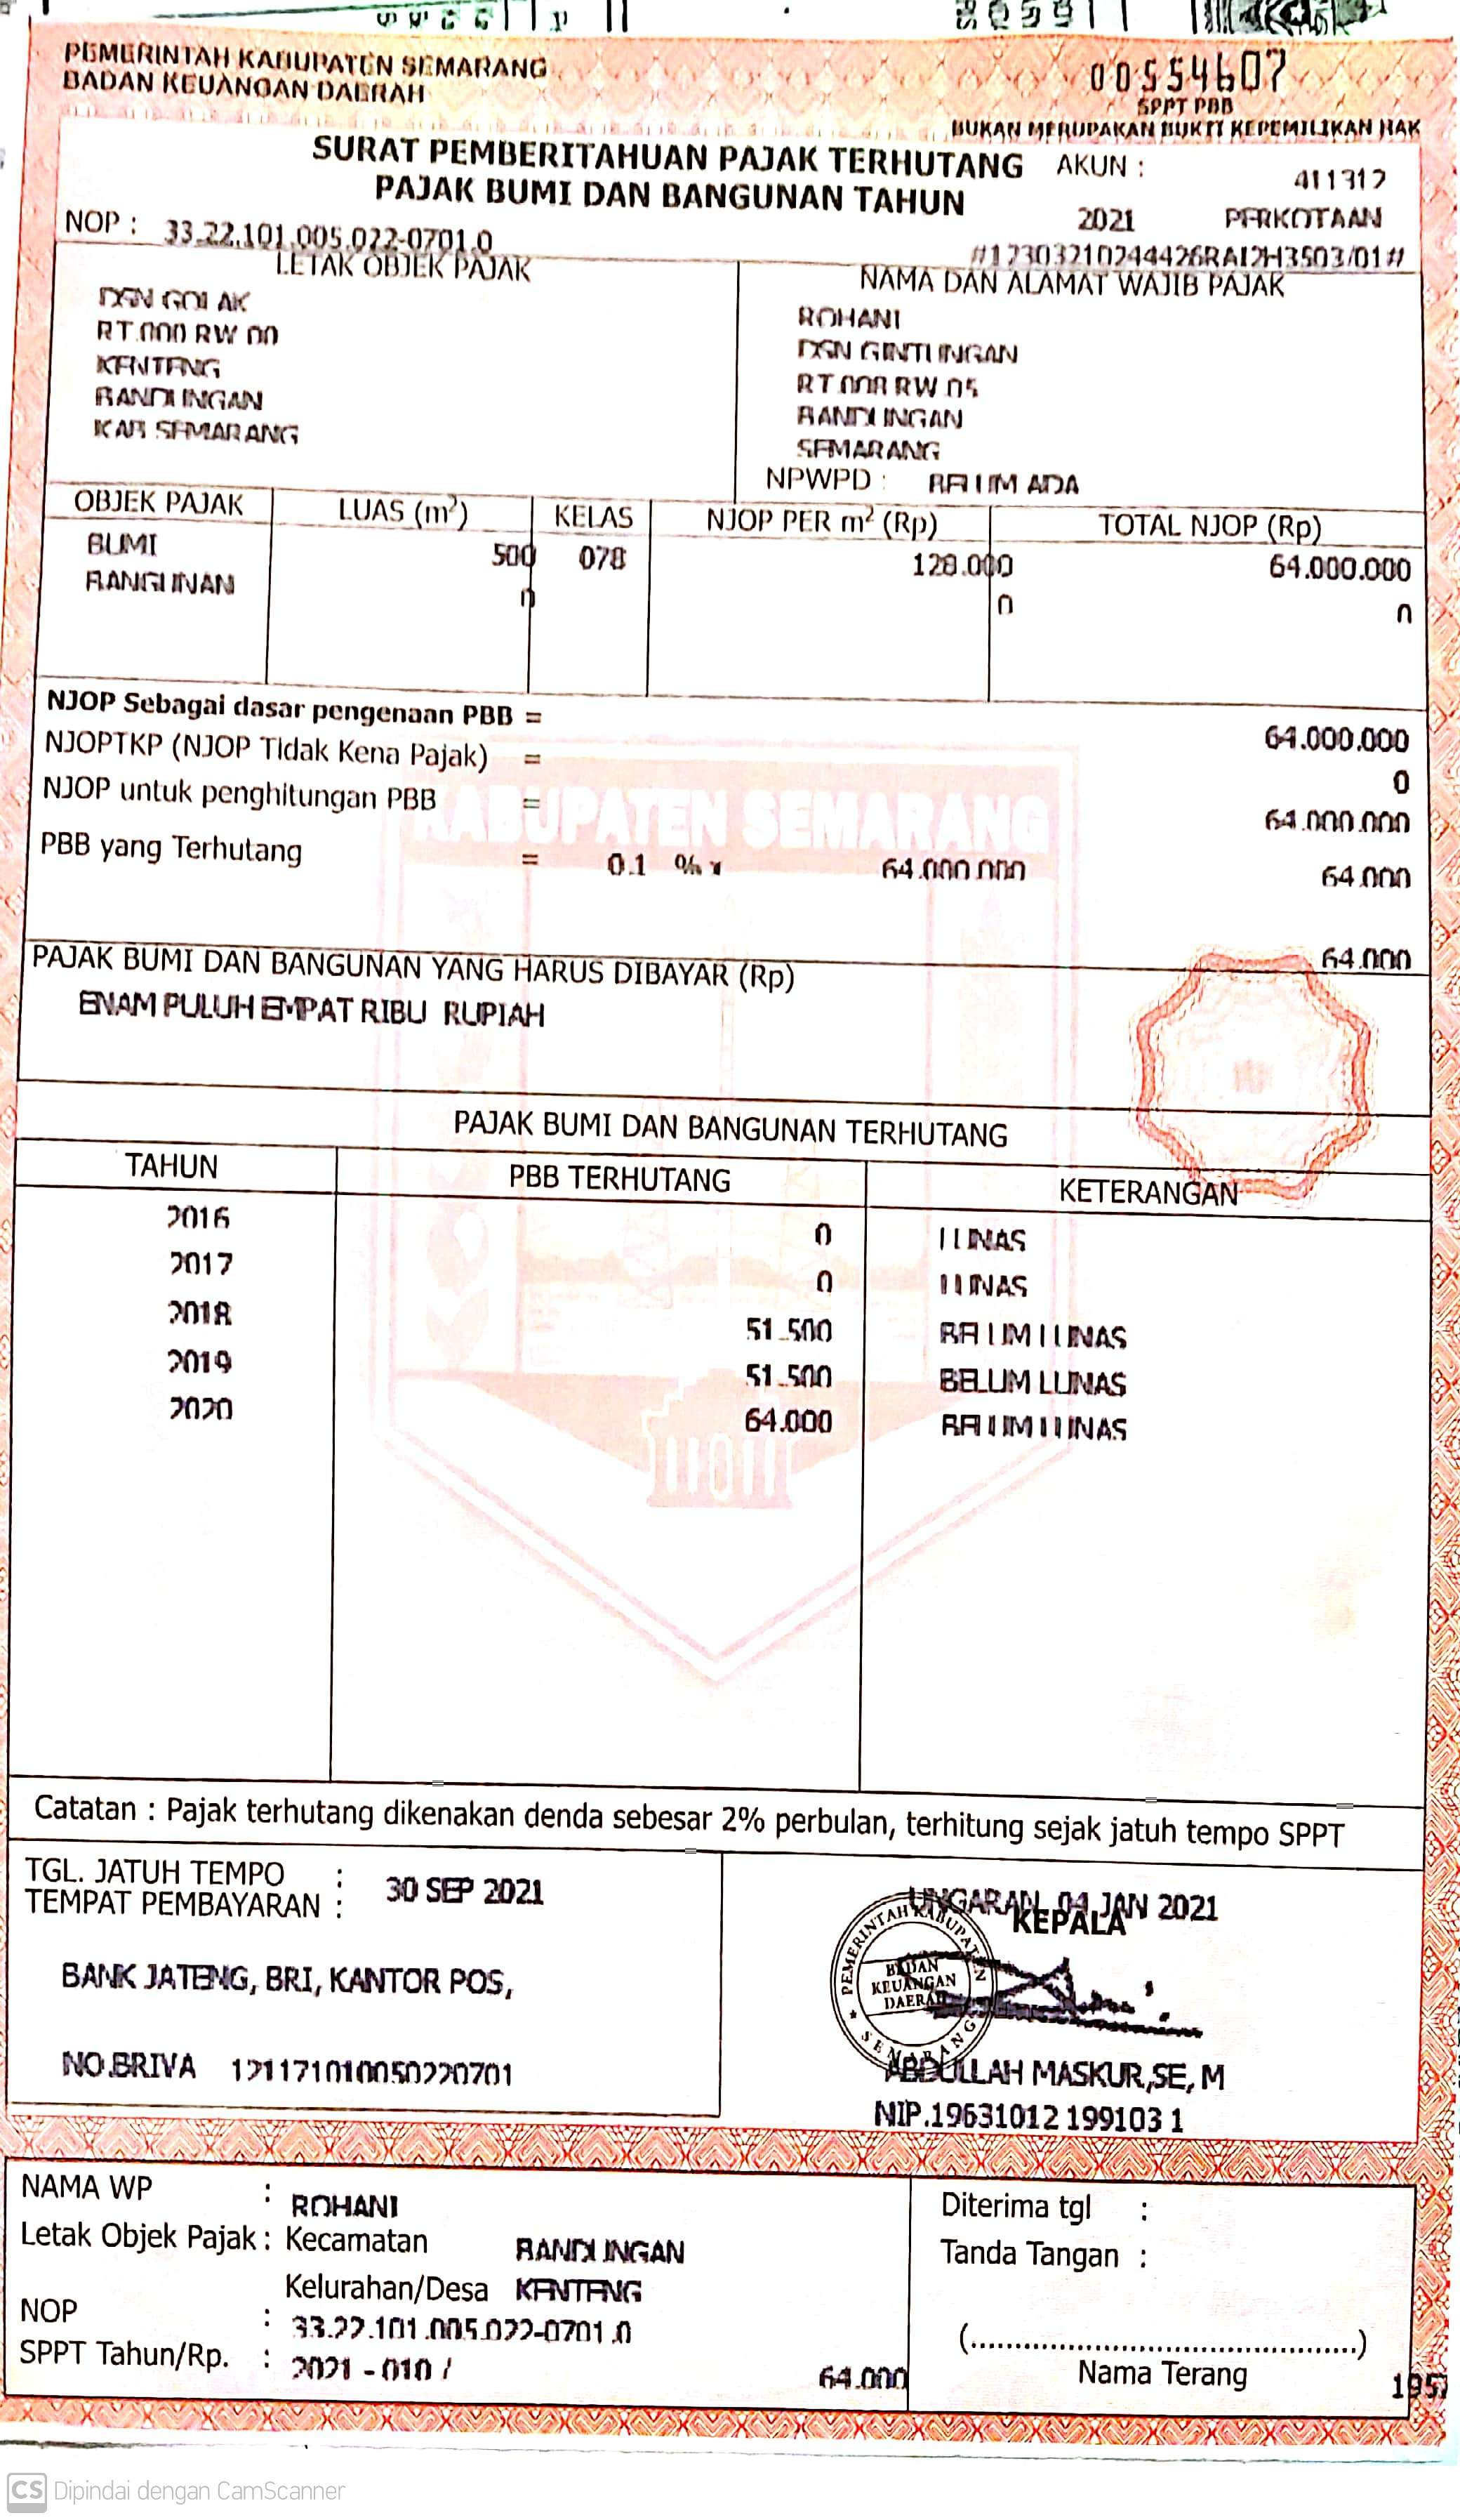 PEMERINTAH KABUPATEN SEMARANG
BADAN KEUANGAN DAERAH
00554607
SPPT PBB
BUKAN MERUPAKAN BUKTI KEPEMILIKAN HAK
SURAT PEMBERITAHUAN PAJAK TERHUTANG
PAJAK BUMI DAN BANGUNAN TAHUN
AKUN : 411312
2021 PERKOTAAN
NOP : 33.22.101.005.022-0701.0
#12303210244426RAI2H3503/01#
LETAK OBJEK PAJAK
DSN GOLAK
RT.000 RW 00
KENTENG
BANDUNGAN
KAB SEMARANG
NAMA DAN ALAMAT WAJIB PAJAK
ROHANI
DSN GINTUNGAN
RT 008 RW 05
BANDUNGAN
SEMARANG
NPWPD : BELUM ADA
OBJEK PAJAK LUAS (m²) KELAS NJOP PER m² (Rp) TOTAL NJOP (Rp)
BUMI 500 078 128.000 64.000.000
BANGUNAN 0 0 0
NJOP Sebagai dasar pengenaan PBB = 64.000.000
NJOPTKP (NJOP Tidak Kena Pajak) = 0
NJOP untuk penghitungan PBB = 64.000.000
PBB yang Terhutang = 0.1 % x 64.000.000 64.000
KABUPATEN SEMARANG
PAJAK BUMI DAN BANGUNAN YANG HARUS DIBAYAR (Rp) 64.000
ENAM PULUH EMPAT RIBU RUPIAH
PAJAK BUMI DAN BANGUNAN TERHUTANG
TAHUN PBB TERHUTANG KETERANGAN
2016 0 LUNAS
2017 0 LUNAS
2018 51.500 BELUM LUNAS
2019 51.500 BELUM LUNAS
2020 64.000 BELUM LUNAS
Catatan : Pajak terhutang dikenakan denda sebesar 2% perbulan, terhitung sejak jatuh tempo SPPT
TGL. JATUH TEMPO : 30 SEP 2021
TEMPAT PEMBAYARAN :
BANK JATENG, BRI, KANTOR POS,
NO.BRIVA 121171010050220701
UNGARAN, 04 JAN 2021
KEPALA
PEMERINTAH KABUPATEN
BADAN
KEUANGAN
DAERAH
SEMARANG
ABDULLAH MASKUR,SE, M
NIP.19631012 199103 1
NAMA WP : ROHANI
Letak Objek Pajak : Kecamatan BANDUNGAN
Kelurahan/Desa KENTENG
NOP : 33.22.101.005.022-0701.0
SPPT Tahun/Rp. : 2021 - 010 / 64.000
Diterima tgl :
Tanda Tangan :
(...............................................)
Nama Terang
1957
CS Dipindai dengan CamScanner